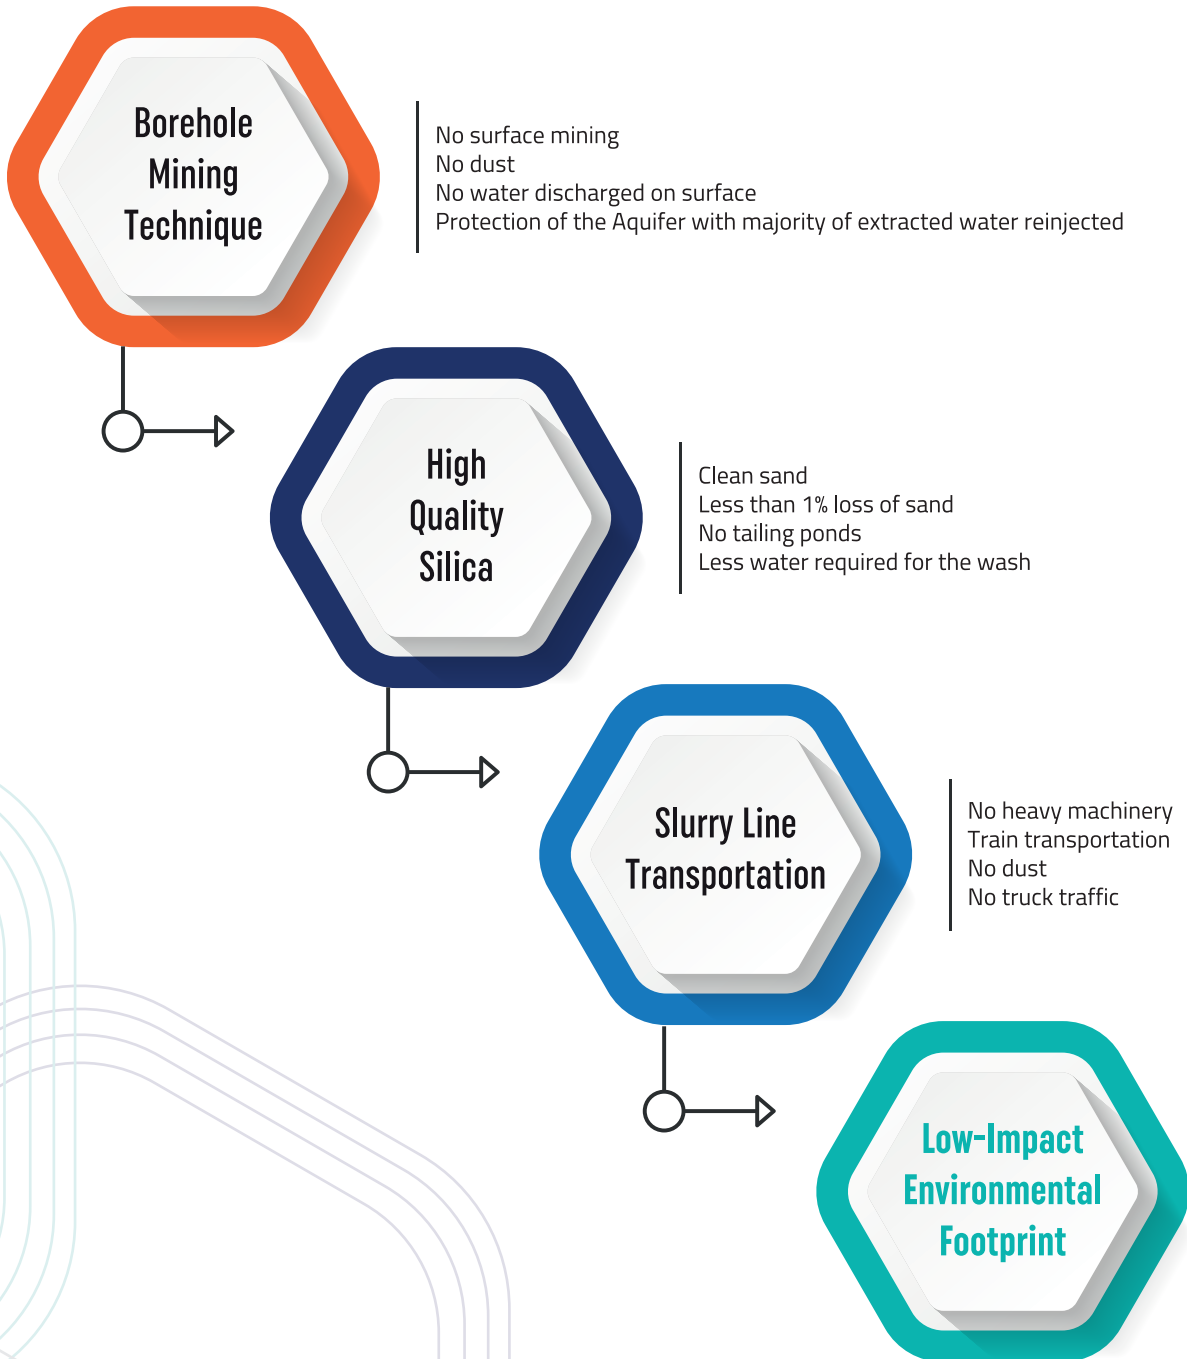 Borehole
Mining
Technique
No surface mining
No dust
No water discharged on surface
Protection of the Aquifer with majority of extracted water reinjected
High
Quality
Silica
Clean sand
Less than 1% loss of sand
No tailing ponds
Less water required for the wash
Slurry Line
Transportation
No heavy machinery
Train transportation
No dust
No truck traffic
Low-Impact
Environmental
Footprint